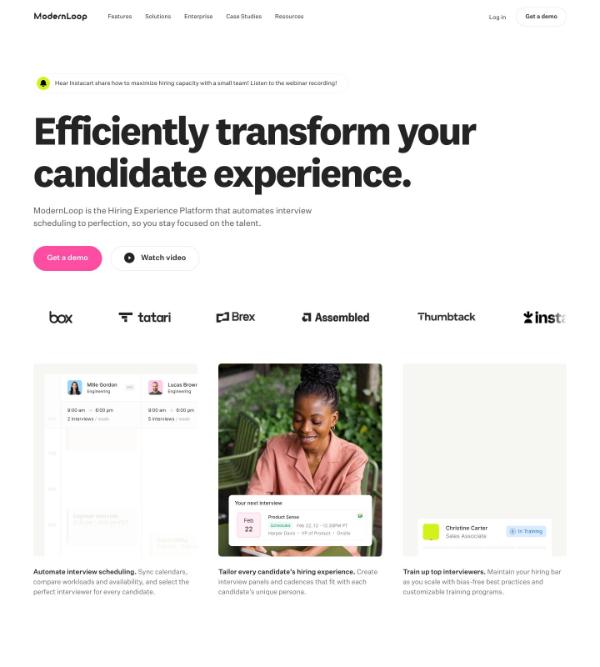 ModernLoop
Features Solutions Enterprise Case Studies Resources
Log in Get a demo
Hear Instacart share how to maximize hiring capacity with a small team! Listen to the webinar recording!
Efficiently transform your
candidate experience.
ModernLoop is the Hiring Experience Platform that automates interview
scheduling to perfection, so you stay focused on the talent.
Get a demo Watch video
box tatari Brex Assembled Thumbtack insta
Mille Gordon
Engineering
Lucas Brown
Engineering
9:00 am 6:00 pm
2 interviews / week
9:00 am 6:00 pm
5 interviews / week
Your next interview
Feb
22
Product Sense
SCHEDULED Feb 22, 12 - 12:30PM PT
Harper Davis VP of Product Onsite
Christine Carter
Sales Associate
In Training
Automate interview scheduling. Sync calendars,
compare workloads and availability, and select the
perfect interviewer for every candidate.
Tailor every candidate's hiring experience. Create
interview panels and cadences that fit with each
candidate's unique persona.
Train up top interviewers. Maintain your hiring bar
as you scale with bias-free best practices and
customizable training programs.